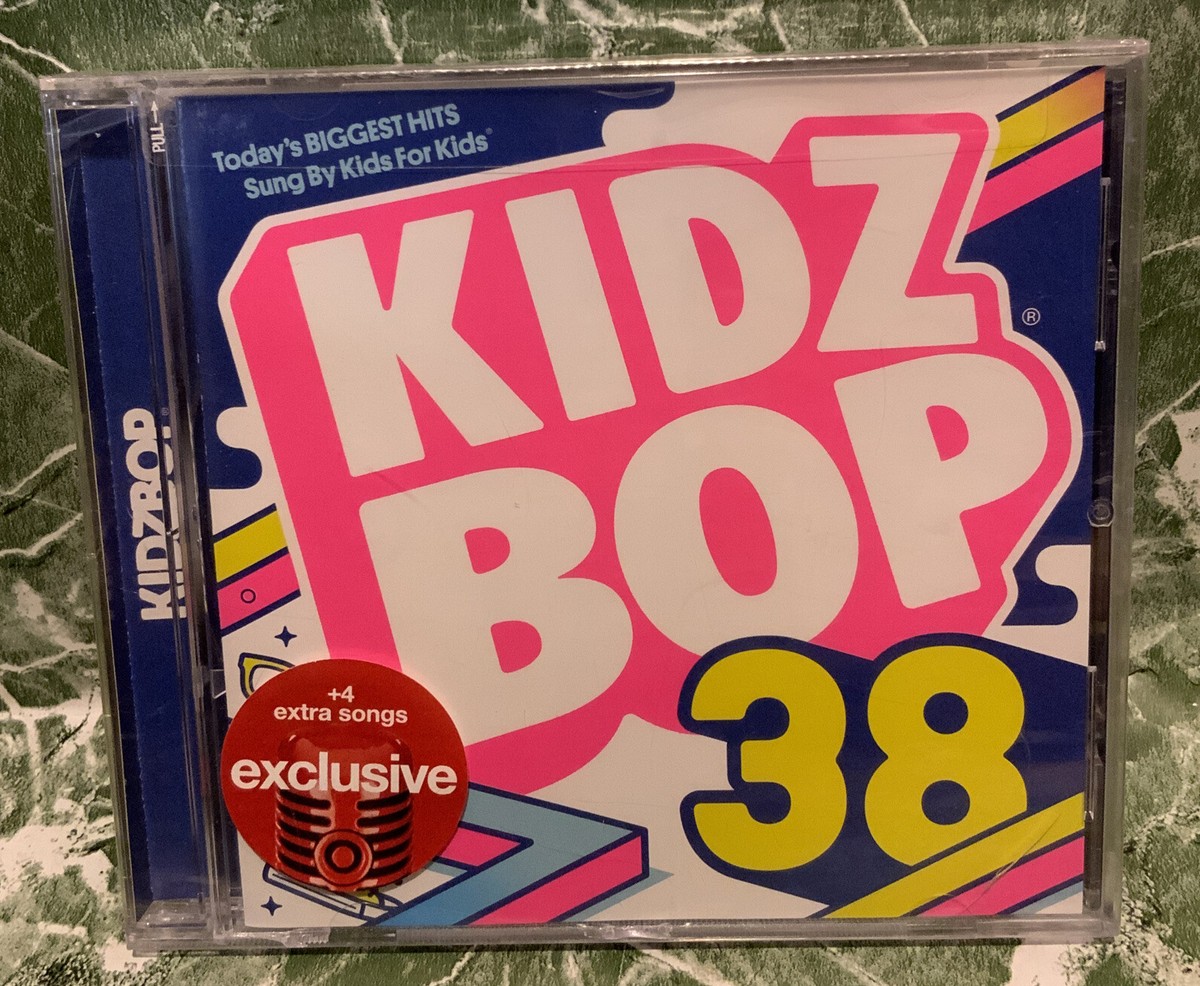 PULL→
Today's BIGGEST HITS
Sung By Kids For Kids®
KIDZ
BOP®
38
KIDZ BOP®
+4
extra songs
exclusive